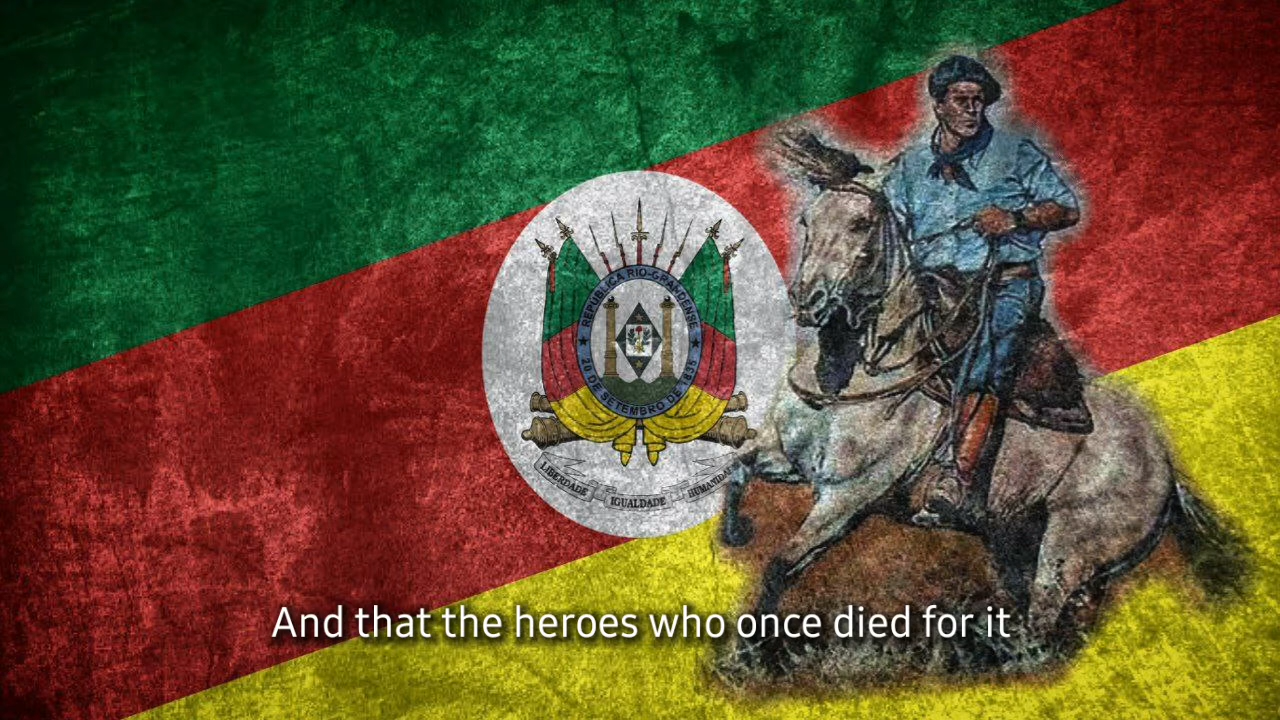 REPÚBLICA RIO-GRANDENSE
★ 20 DE SETEMBRO DE 1835 ★
LIBERDADE IGUALDADE HUMANIDA
And that the heroes who once died for it